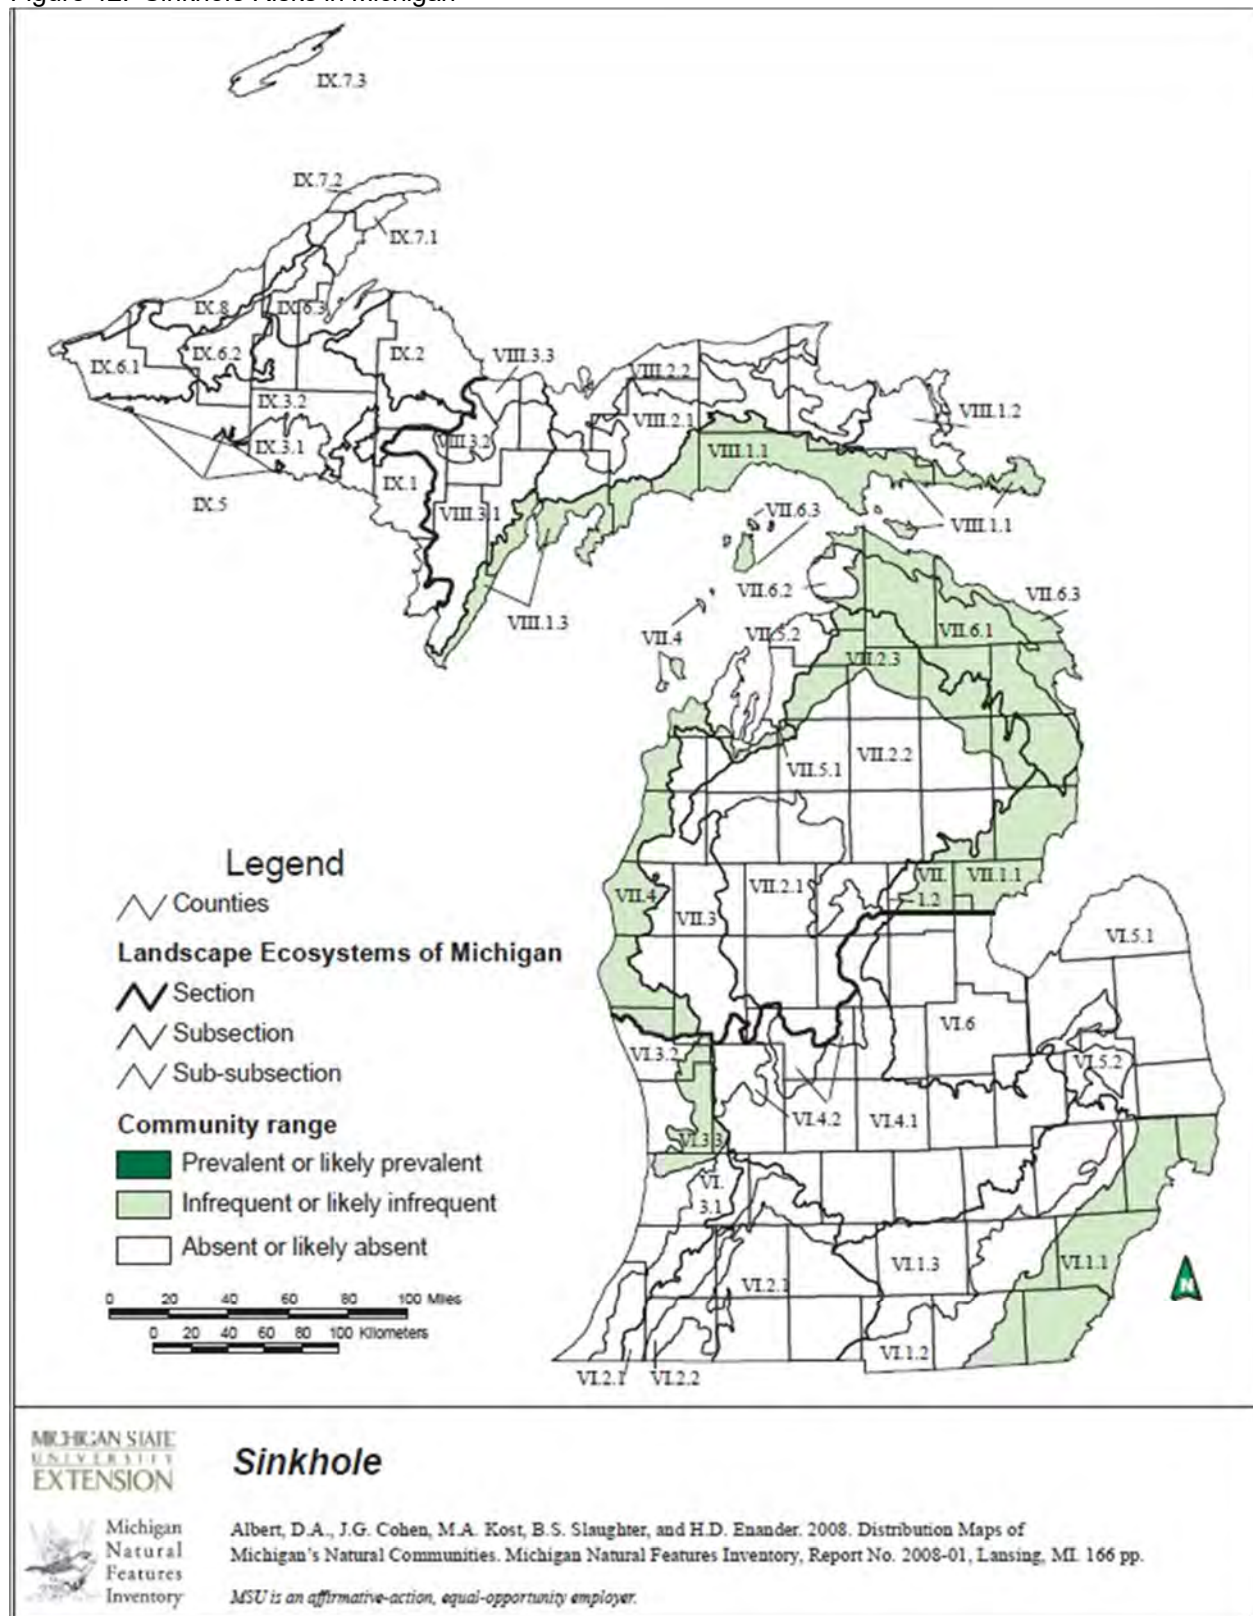 Figure 12. Sinkhole Risks in Michigan
IX.7.3
IX.7.2
IX.7.1
IX.8
IX.6.3
IX.6.1
IX.6.2
IX.2
VIII.3.3
VIII.2.2
IX.3.2
VIII.2.1
VIII.1.2
IX.3.1
VIII.3.2
VIII.1.1
IX.1
IX.5
VIII.3.1
VII.6.3
VIII.1.1
VII.6.2
VII.6.3
VIII.1.3
VII.4
VII.5.2
VII.6.1
VII.2.3
VII.5.1
VII.2.2
Legend
Counties
Landscape Ecosystems of Michigan
Section
Subsection
Sub-subsection
Community range
Prevalent or likely prevalent
Infrequent or likely infrequent
Absent or likely absent
0 20 40 60 80 100 Miles
0 20 40 60 80 100 Kilometers
VII.4
VII.3
VII.2.1
VII.
1.2
VII.1.1
VI.5.1
VI.6
VI.3.2
VI.5.2
VI.4.2
VI.4.1
VI.3.3
VI.
3.1
VI.1.3
VI.1.1
VI.2.1
VI.1.2
VI.2.1
VI.2.2
N
MICHIGAN STATE
UNIVERSITY
EXTENSION
Sinkhole
Michigan
Natural
Features
Inventory
Albert, D.A., J.G. Cohen, M.A. Kost, B.S. Slaughter, and H.D. Enander. 2008. Distribution Maps of
Michigan's Natural Communities. Michigan Natural Features Inventory, Report No. 2008-01, Lansing, MI. 166 pp.
MSU is an affirmative-action, equal-opportunity employer.